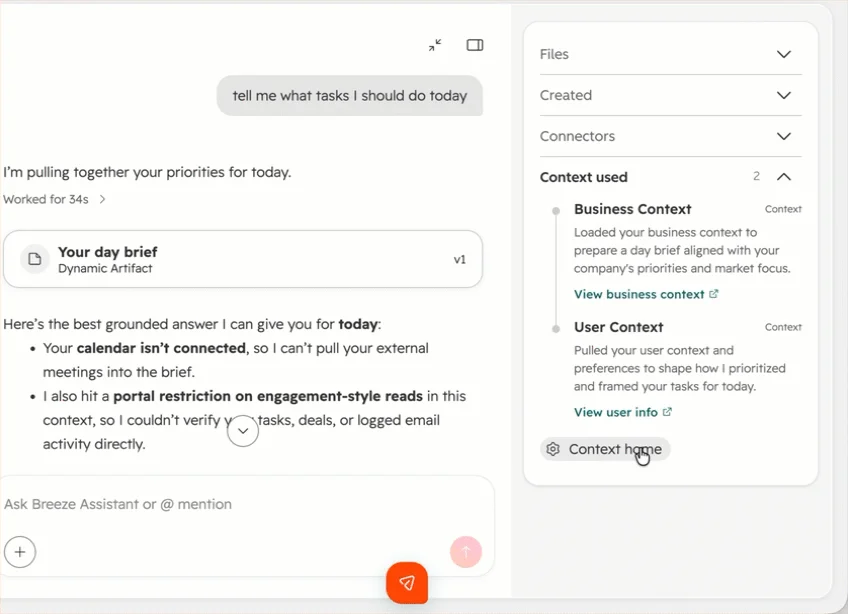 tell me what tasks I should do today
I'm pulling together your priorities for today.
Worked for 34s
Your day brief
Dynamic Artifact
v1
Here's the best grounded answer I can give you for today:
• Your calendar isn't connected, so I can't pull your external
meetings into the brief.
• I also hit a portal restriction on engagement-style reads in this
context, so I couldn't verify tasks, deals, or logged email
activity directly.
Ask Breeze Assistant or @ mention
Files
Created
Connectors
Context used 2
Business Context Context
Loaded your business context to
prepare a day brief aligned with your
company's priorities and market focus.
View business context
User Context Context
Pulled your user context and
preferences to shape how I prioritized
and framed your tasks for today.
View user info
Context home